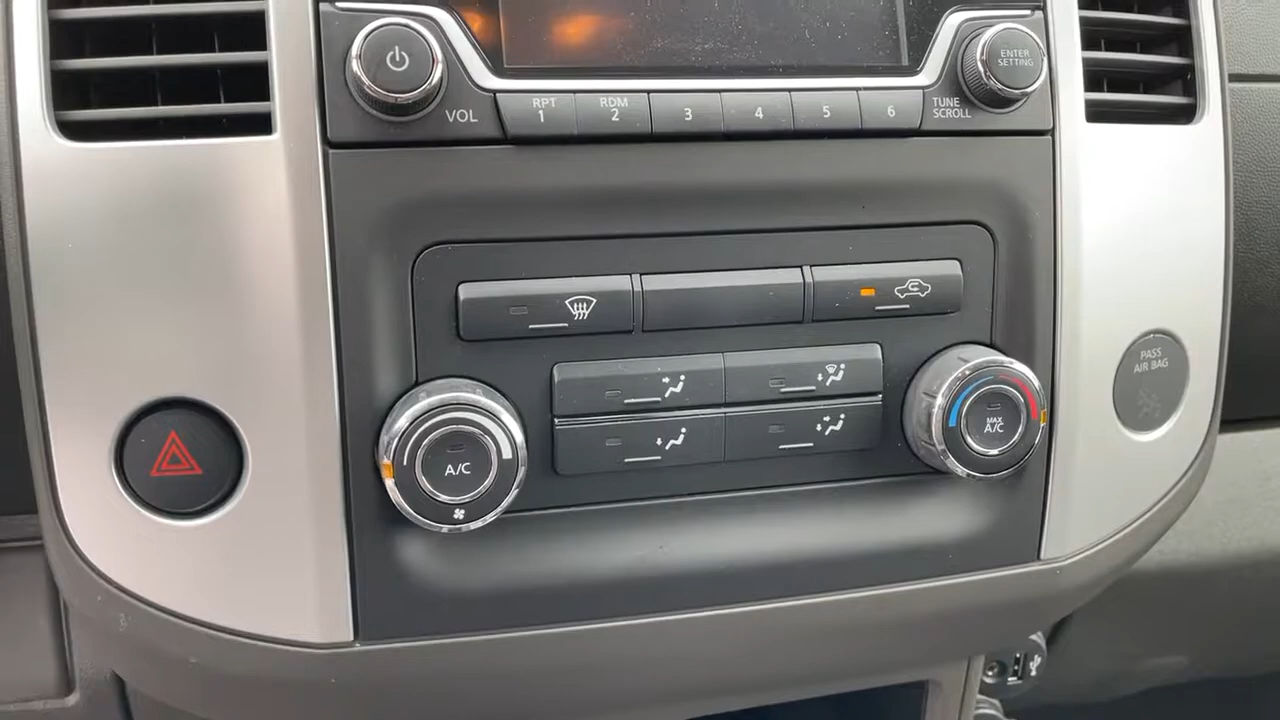 VOL
RPT
1
RDM
2
3
4
5
6
TUNE
SCROLL
ENTER
SETTING
PASS
AIR BAG
A/C
MAX
A/C